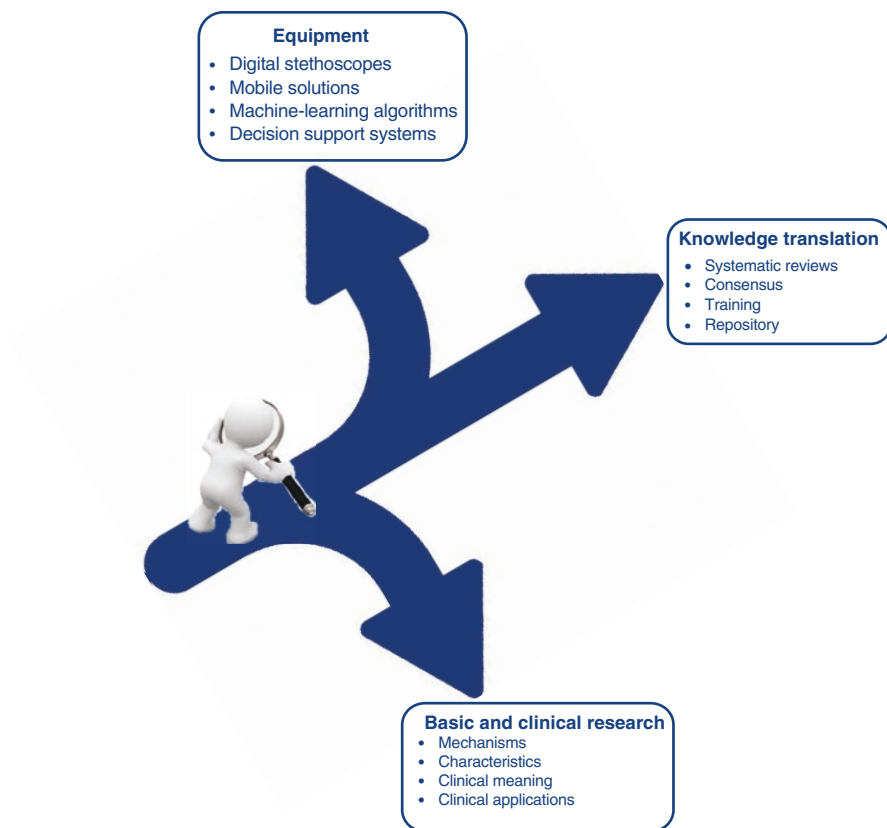 Equipment
• Digital stethoscopes
• Mobile solutions
• Machine-learning algorithms
• Decision support systems
Knowledge translation
• Systematic reviews
• Consensus
• Training
• Repository
Basic and clinical research
• Mechanisms
• Characteristics
• Clinical meaning
• Clinical applications